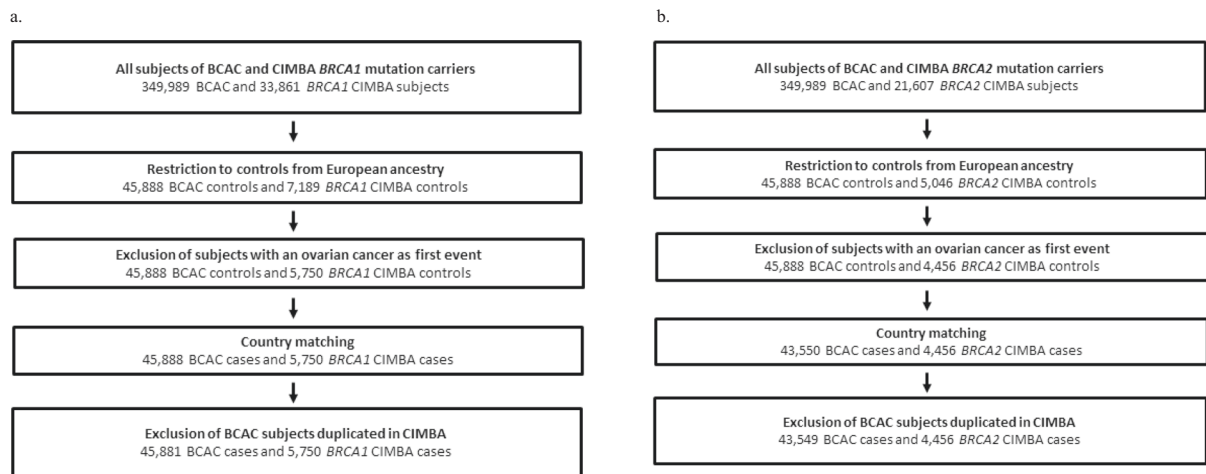 a.
All subjects of BCAC and CIMBA BRCA1 mutation carriers
349,989 BCAC and 33,861 BRCA1 CIMBA subjects
Restriction to controls from European ancestry
45,888 BCAC controls and 7,189 BRCA1 CIMBA controls
Exclusion of subjects with an ovarian cancer as first event
45,888 BCAC controls and 5,750 BRCA1 CIMBA controls
Country matching
45,888 BCAC cases and 5,750 BRCA1 CIMBA cases
Exclusion of BCAC subjects duplicated in CIMBA
45,881 BCAC cases and 5,750 BRCA1 CIMBA cases
b.
All subjects of BCAC and CIMBA BRCA2 mutation carriers
349,989 BCAC and 21,607 BRCA2 CIMBA subjects
Restriction to controls from European ancestry
45,888 BCAC controls and 5,046 BRCA2 CIMBA controls
Exclusion of subjects with an ovarian cancer as first event
45,888 BCAC controls and 4,456 BRCA2 CIMBA controls
Country matching
43,550 BCAC cases and 4,456 BRCA2 CIMBA cases
Exclusion of BCAC subjects duplicated in CIMBA
43,549 BCAC cases and 4,456 BRCA2 CIMBA cases